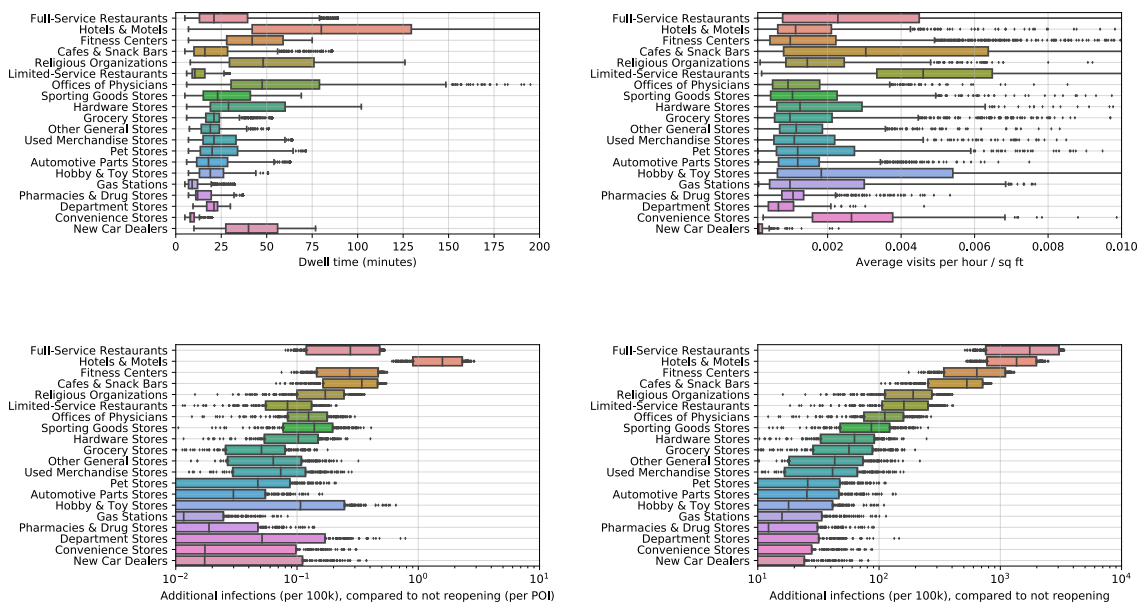 Full-Service Restaurants
Hotels & Motels
Fitness Centers
Cafes & Snack Bars
Religious Organizations
Limited-Service Restaurants
Offices of Physicians
Sporting Goods Stores
Hardware Stores
Grocery Stores
Other General Stores
Used Merchandise Stores
Pet Stores
Automotive Parts Stores
Hobby & Toy Stores
Gas Stations
Pharmacies & Drug Stores
Department Stores
Convenience Stores
New Car Dealers
0 25 50 75 100 125 150 175 200
Dwell time (minutes)
Full-Service Restaurants
Hotels & Motels
Fitness Centers
Cafes & Snack Bars
Religious Organizations
Limited-Service Restaurants
Offices of Physicians
Sporting Goods Stores
Hardware Stores
Grocery Stores
Other General Stores
Used Merchandise Stores
Pet Stores
Automotive Parts Stores
Hobby & Toy Stores
Gas Stations
Pharmacies & Drug Stores
Department Stores
Convenience Stores
New Car Dealers
0.002 0.004 0.006 0.008 0.010
Average visits per hour / sq ft
Full-Service Restaurants
Hotels & Motels
Fitness Centers
Cafes & Snack Bars
Religious Organizations
Limited-Service Restaurants
Offices of Physicians
Sporting Goods Stores
Hardware Stores
Grocery Stores
Other General Stores
Used Merchandise Stores
Pet Stores
Automotive Parts Stores
Hobby & Toy Stores
Gas Stations
Pharmacies & Drug Stores
Department Stores
Convenience Stores
New Car Dealers
10⁻² 10⁻¹ 10⁰ 10¹
Additional infections (per 100k), compared to not reopening (per POI)
Full-Service Restaurants
Hotels & Motels
Fitness Centers
Cafes & Snack Bars
Religious Organizations
Limited-Service Restaurants
Offices of Physicians
Sporting Goods Stores
Hardware Stores
Grocery Stores
Other General Stores
Used Merchandise Stores
Pet Stores
Automotive Parts Stores
Hobby & Toy Stores
Gas Stations
Pharmacies & Drug Stores
Department Stores
Convenience Stores
New Car Dealers
10¹ 10² 10³ 10⁴
Additional infections (per 100k), compared to not reopening